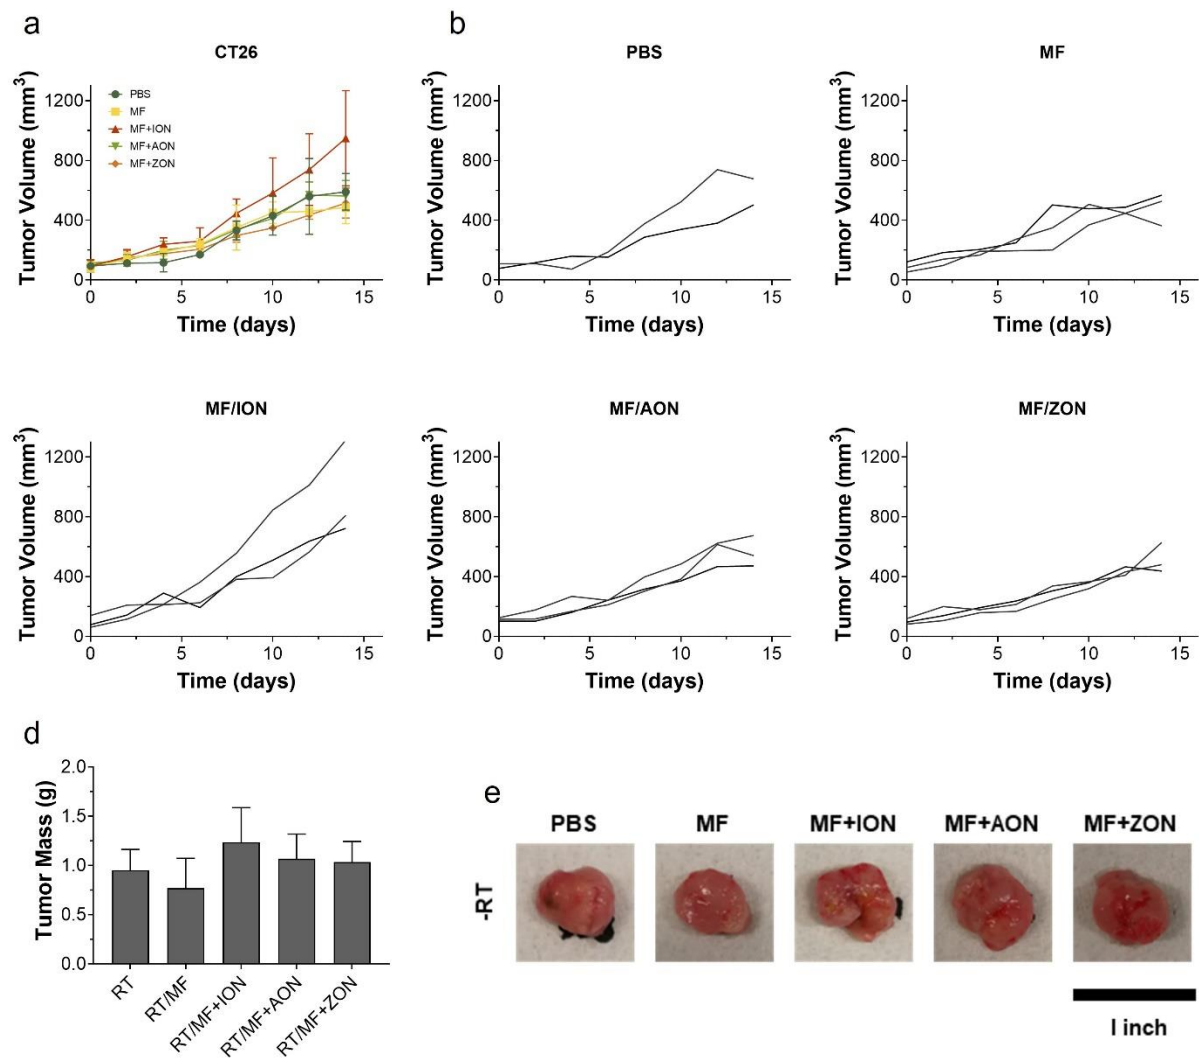 a
b
CT26
PBS
MF
Tumor Volume (mm³)
1200
800
400
0
PBS
MF
MF+ION
MF+AON
MF+ZON
0
5
10
15
Time (days)
Tumor Volume (mm³)
1200
800
400
0
0
5
10
15
Time (days)
Tumor Volume (mm³)
1200
800
400
0
0
5
10
15
Time (days)
MF/ION
MF/AON
MF/ZON
Tumor Volume (mm³)
1200
800
400
0
0
5
10
15
Time (days)
Tumor Volume (mm³)
1200
800
400
0
0
5
10
15
Time (days)
Tumor Volume (mm³)
1200
800
400
0
0
5
10
15
Time (days)
d
Tumor Mass (g)
2.0
1.5
1.0
0.5
0.0
RT
RT/MF
RT/MF+ION
RT/MF+AON
RT/MF+ZON
e
PBS
MF
MF+ION
MF+AON
MF+ZON
-RT
I inch